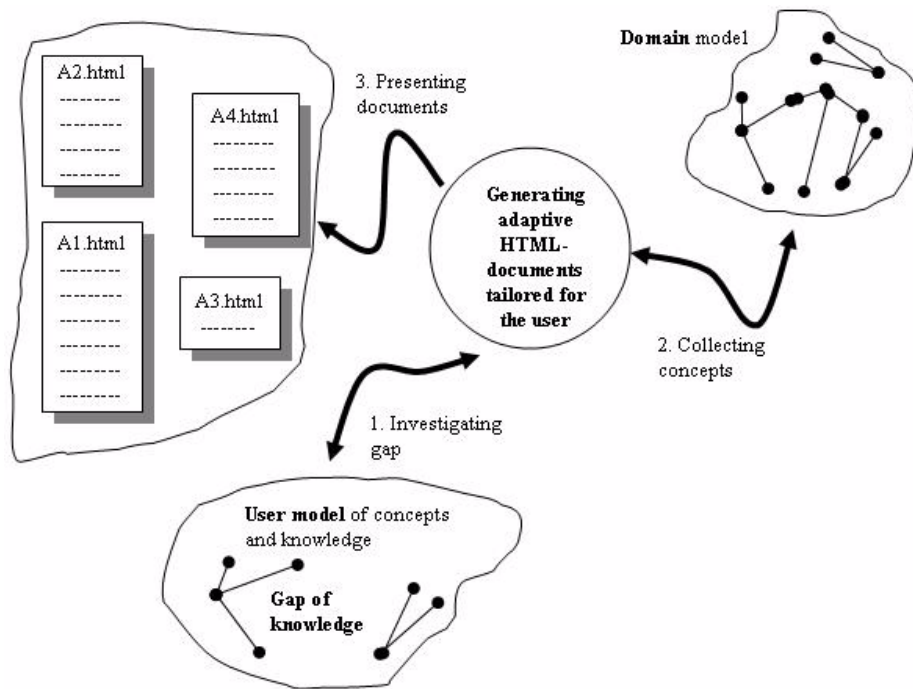 A2.html
--------
--------
--------
--------
A4.html
--------
--------
--------
--------
A1.html
--------
--------
--------
--------
--------
--------
A3.html
-------
3. Presenting
documents
Generating
adaptive
HTML-
documents
tailored for
the user
Domain model
2. Collecting
concepts
1. Investigating
gap
User model of concepts
and knowledge
Gap of
knowledge